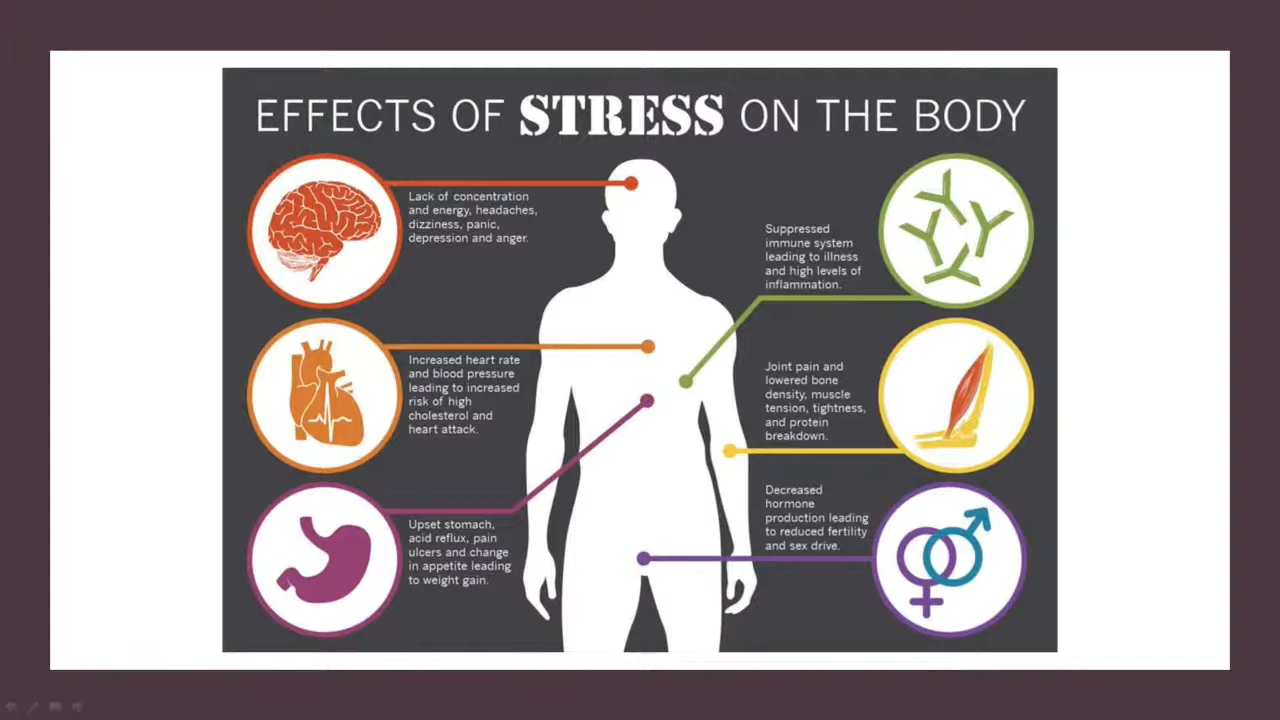 EFFECTS OF STRESS ON THE BODY
Lack of concentration
and energy, headaches,
dizziness, panic,
depression and anger.
Increased heart rate
and blood pressure
leading to increased
risk of high
cholesterol and
heart attack.
Upset stomach,
acid reflux, pain
ulcers and change
in appetite leading
to weight gain.
Suppressed
immune system
leading to illness
and high levels of
inflammation.
Joint pain and
lowered bone
density, muscle
tension, tightness,
and protein
breakdown.
Decreased
hormone
production leading
to reduced fertility
and sex drive.